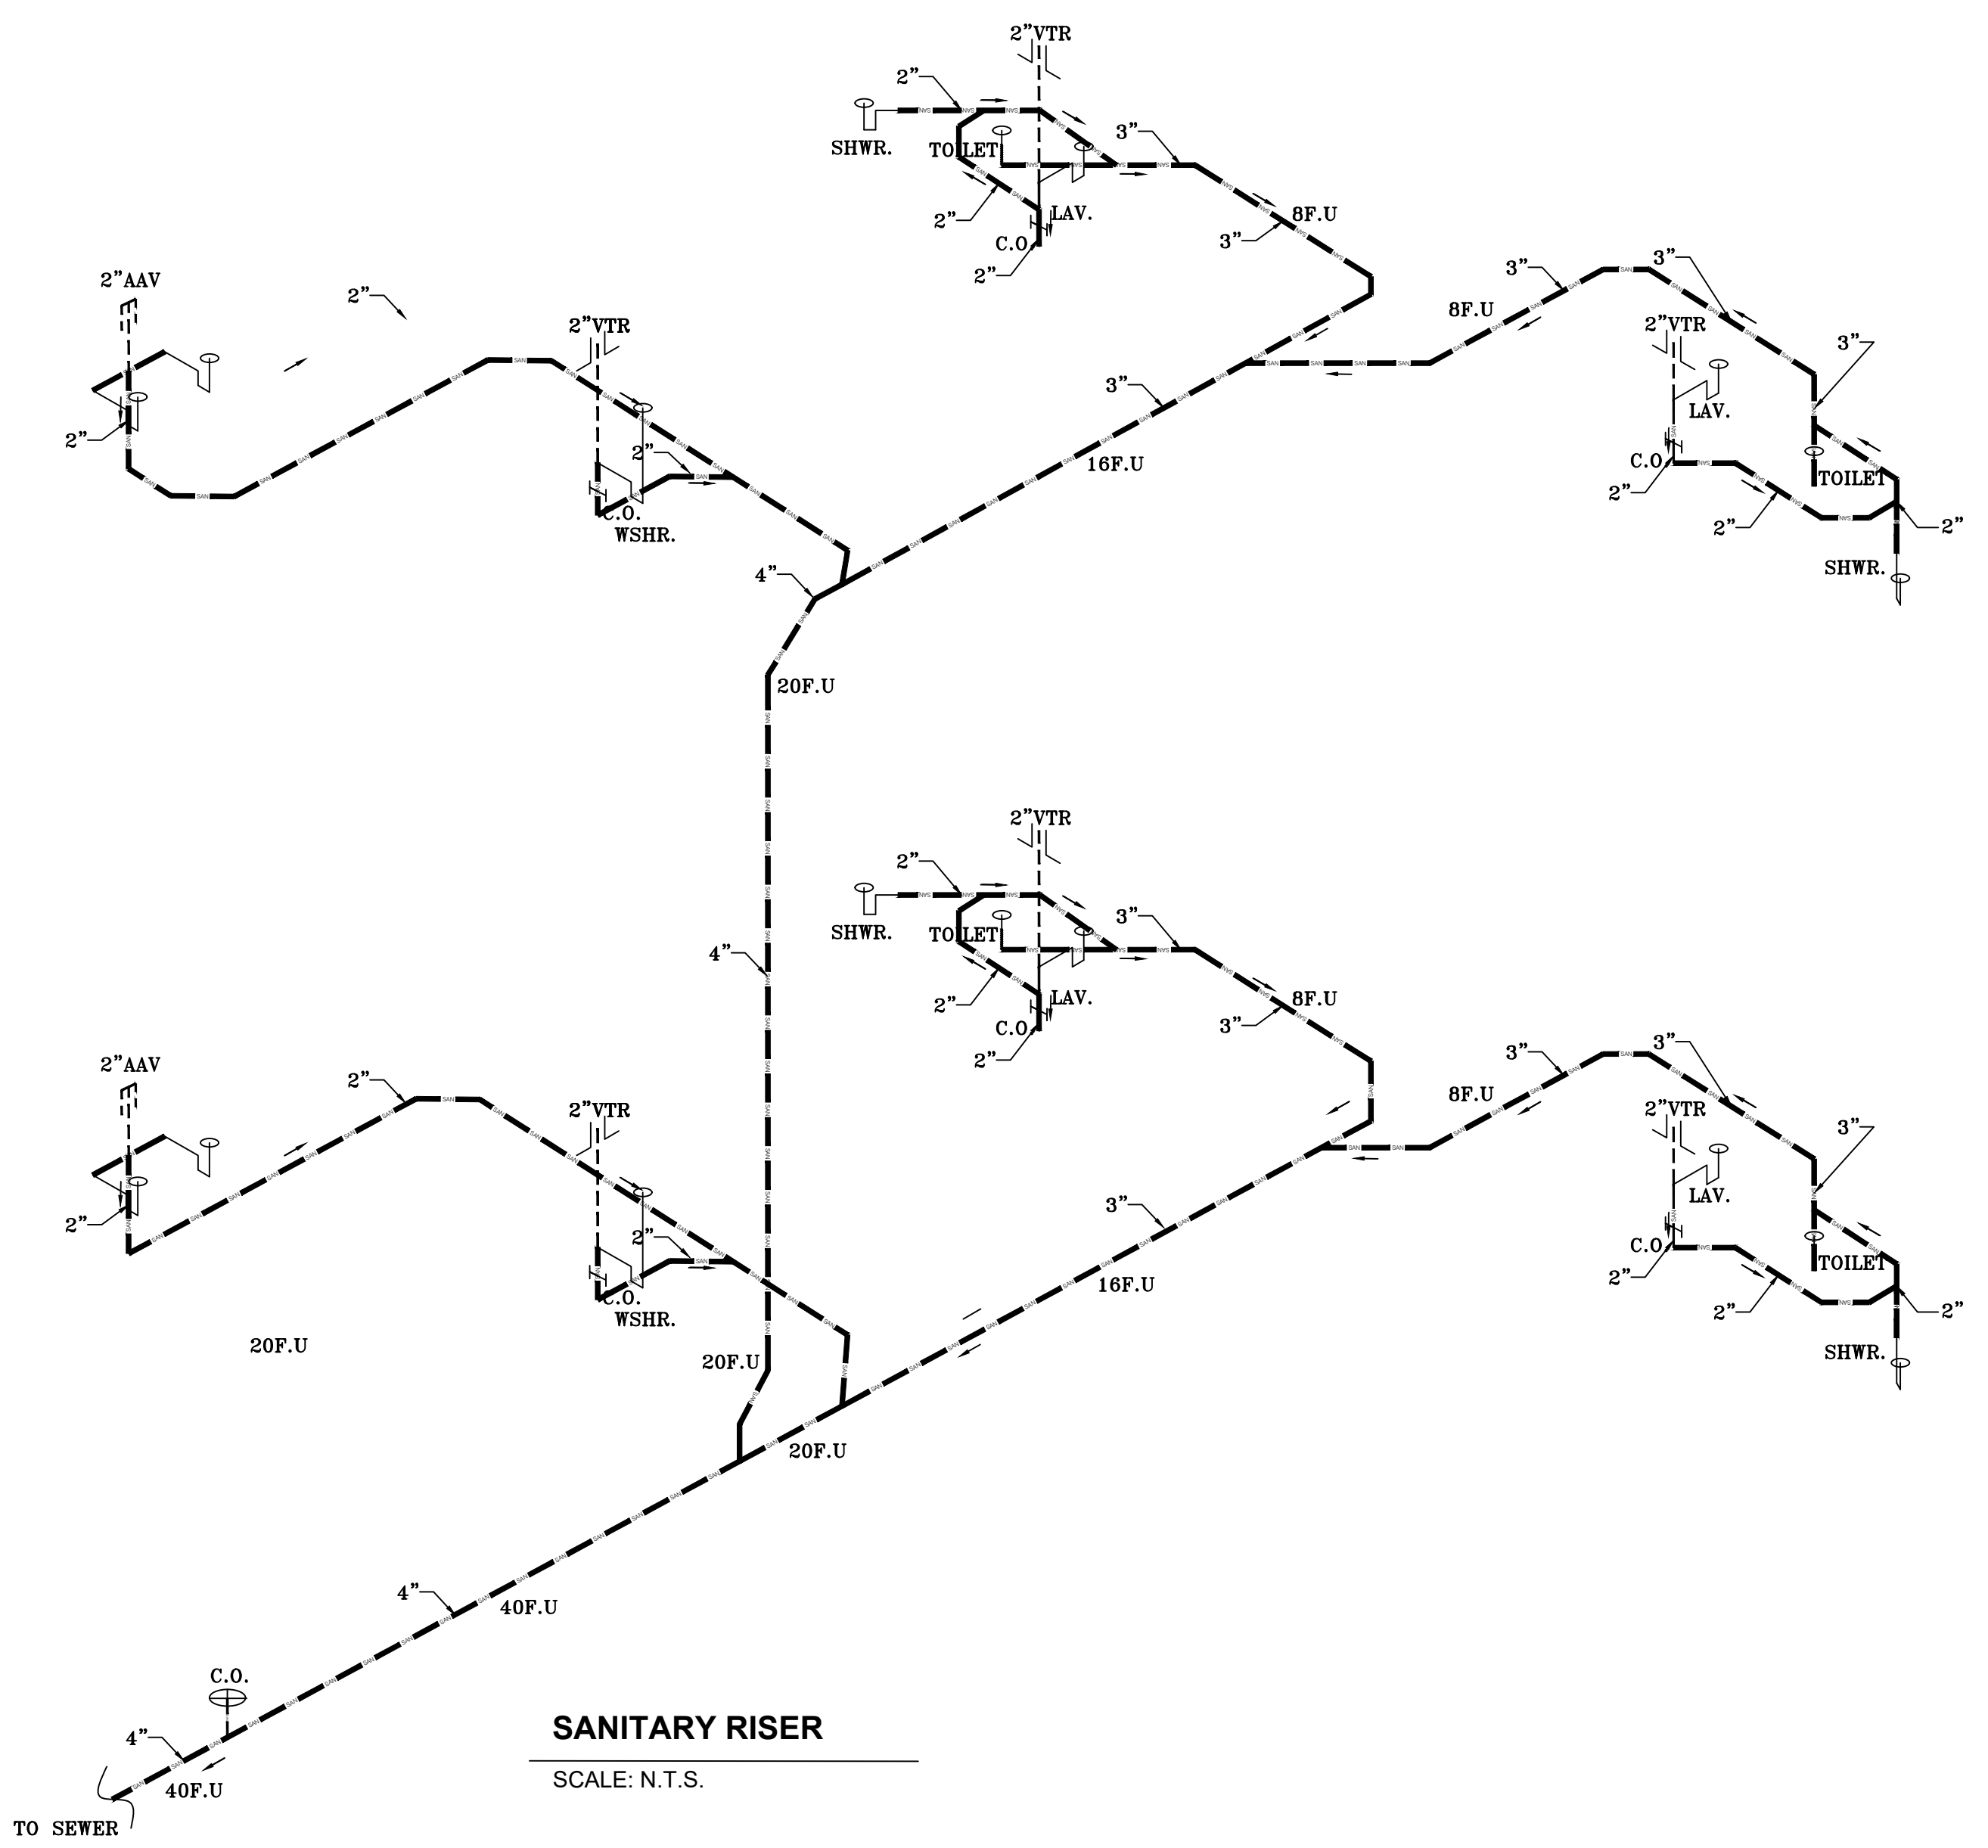 2”VTR
2”
SHWR.
TOILET
3”
2”
LAV.
C.O.
2”
8F.U
3”
2”AAV
2”
2”VTR
2”
2”
C.O.
WSHR.
3”
3”
8F.U
2”VTR
3”
LAV.
C.O.
TOILET
2”
2”
2”
SHWR.
3”
16F.U
4”
20F.U
4”
2”VTR
2”
SHWR.
TOILET
3”
2”
LAV.
C.O.
2”
8F.U
3”
2”AAV
2”
2”VTR
2”
2”
C.O.
WSHR.
3”
3”
8F.U
2”VTR
3”
LAV.
C.O.
TOILET
2”
2”
2”
SHWR.
3”
16F.U
20F.U
20F.U
20F.U
4”
40F.U
C.O.
4”
40F.U
TO SEWER
SANITARY RISER
SCALE: N.T.S.